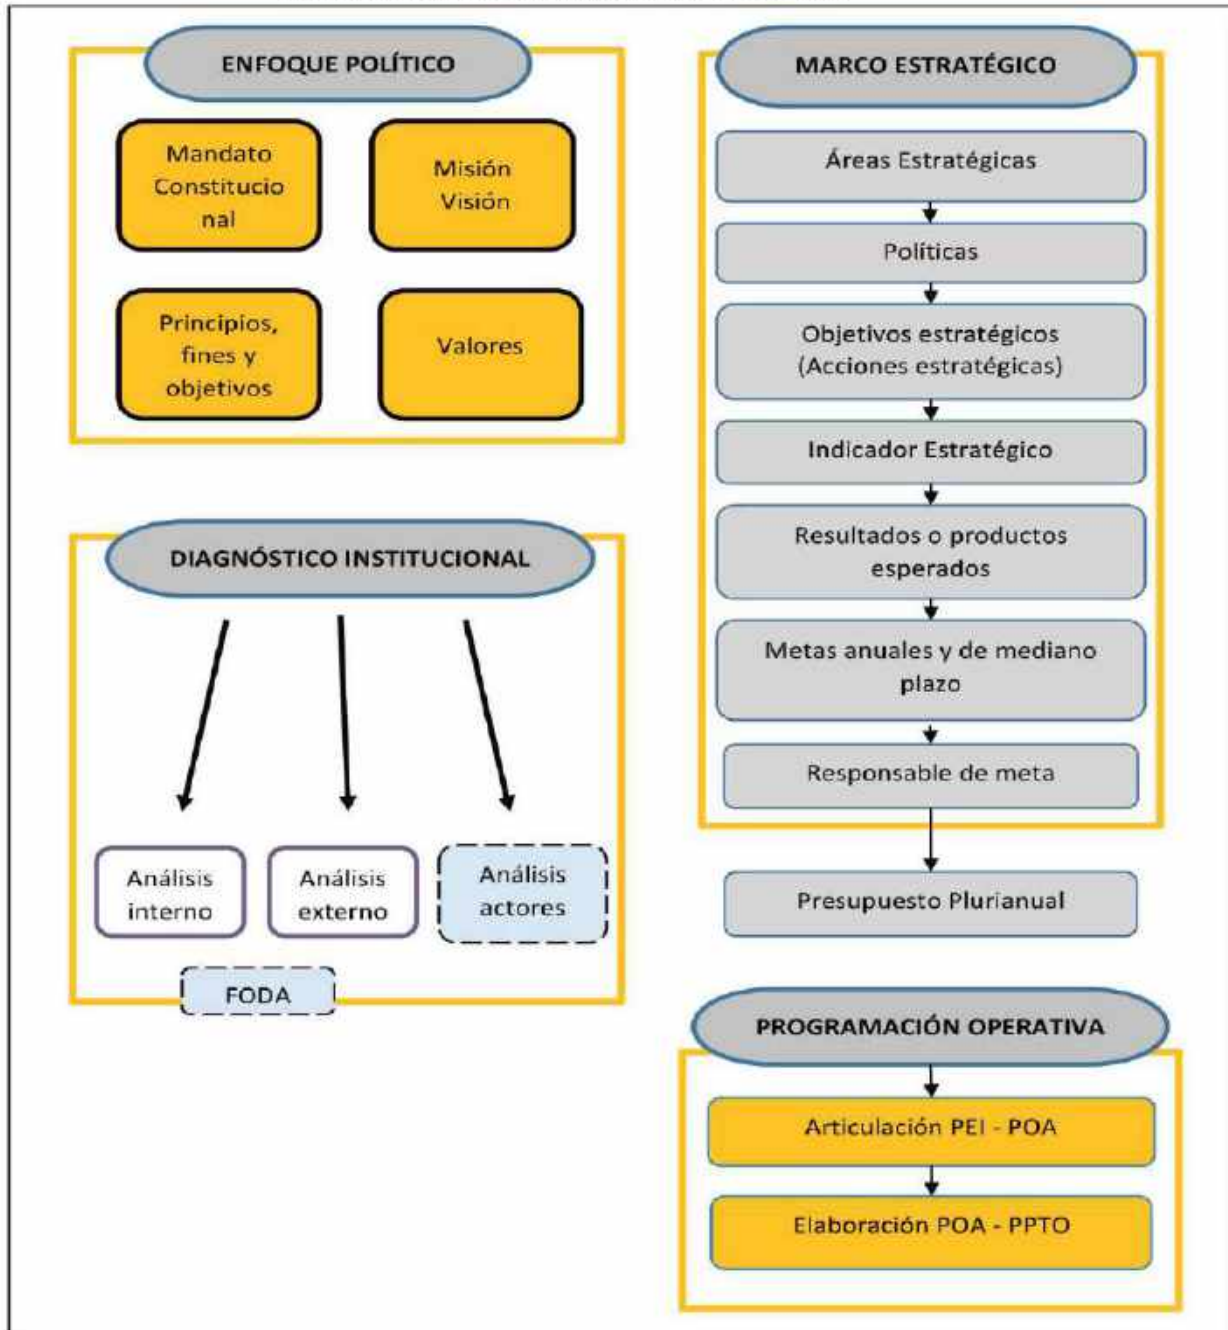 ENFOQUE POLÍTICO
Mandato
Constitucio
nal
Misión
Visión
Principios,
fines y
objetivos
Valores
DIAGNÓSTICO INSTITUCIONAL
Análisis
interno
Análisis
externo
Análisis
actores
FODA
MARCO ESTRATÉGICO
Áreas Estratégicas
Políticas
Objetivos estratégicos
(Acciones estratégicas)
Indicador Estratégico
Resultados o productos
esperados
Metas anuales y de mediano
plazo
Responsable de meta
Presupuesto Plurianual
PROGRAMACIÓN OPERATIVA
Articulación PEI - POA
Elaboración POA - PPTO